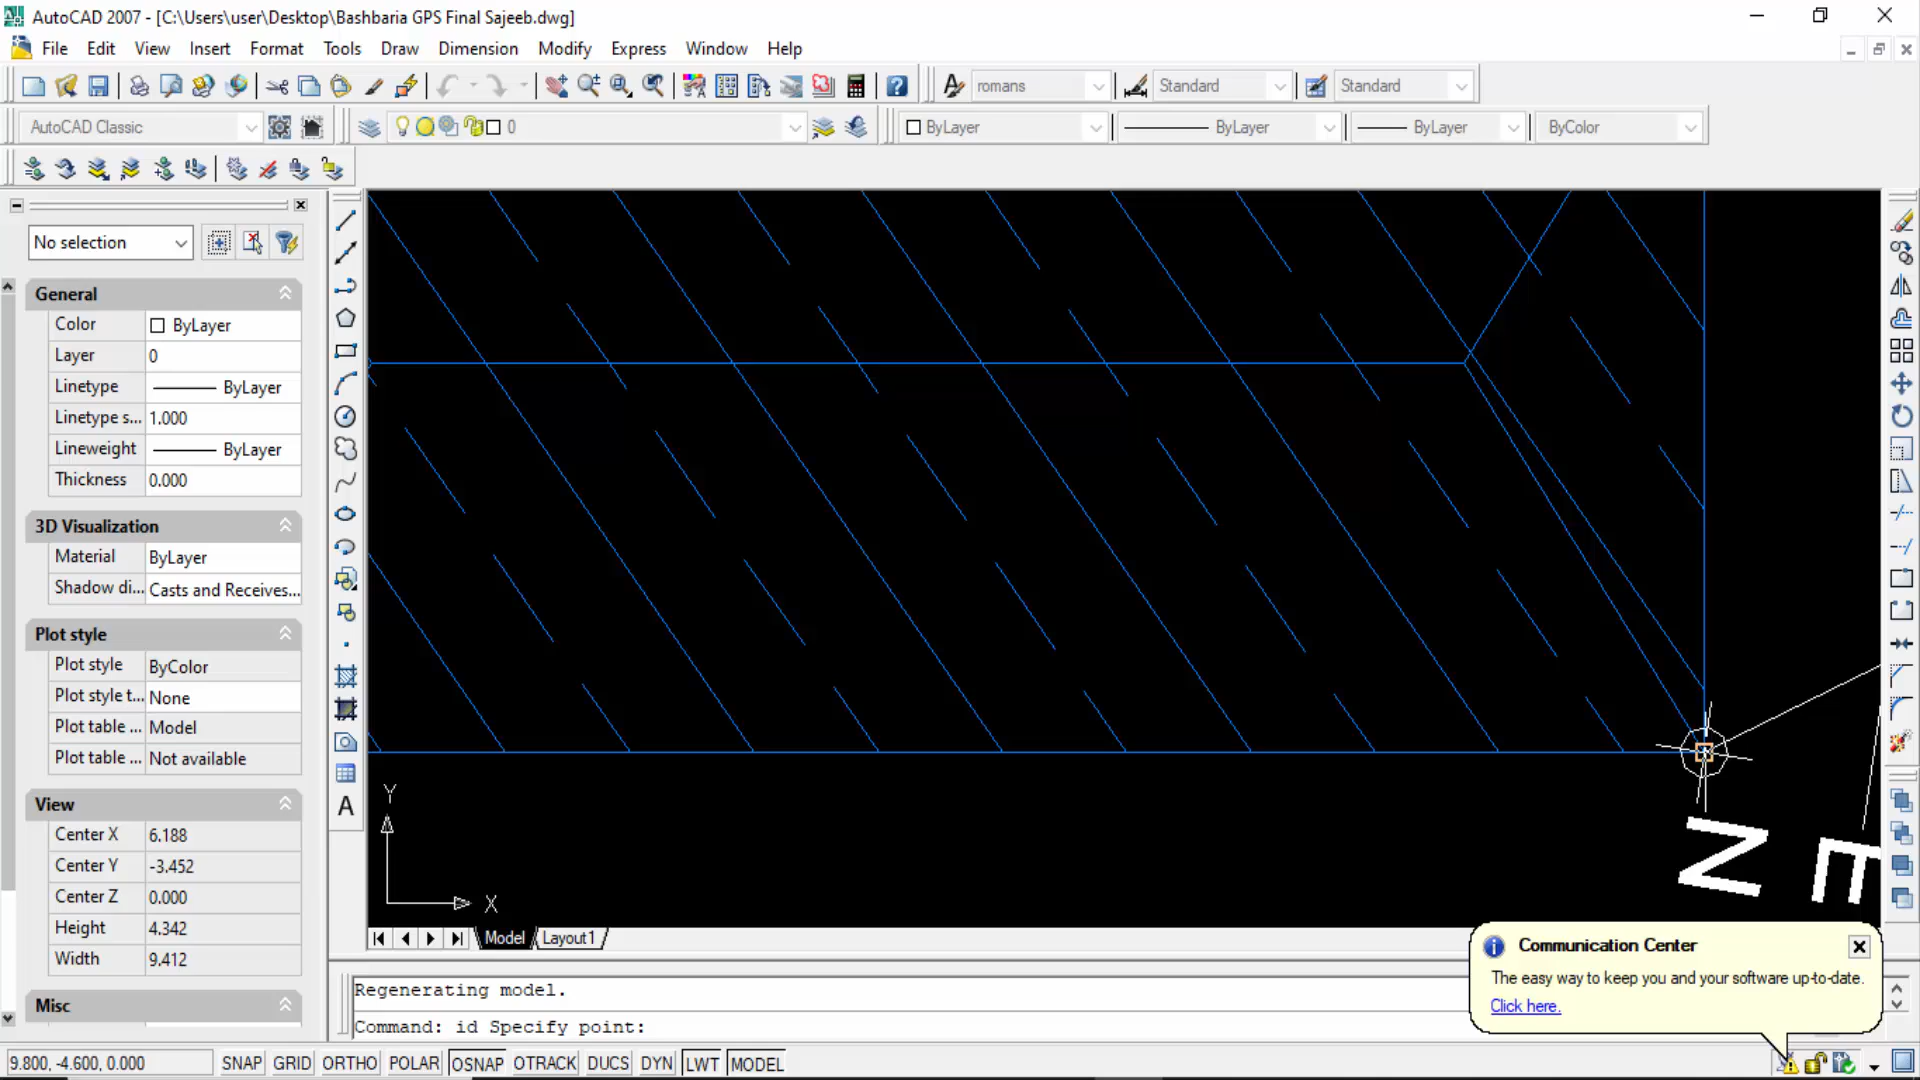 AutoCAD 2007 - [C:\Users\user\Desktop\Bashbaria GPS Final Sajeeb.dwg]
File Edit View Insert Format Tools Draw Dimension Modify Express Window Help
romans Standard Standard
AutoCAD Classic 0 ByLayer ByLayer ByLayer ByColor
No selection
General
Color ByLayer
Layer 0
Linetype ByLayer
Linetype s... 1.000
Lineweight ByLayer
Thickness 0.000
3D Visualization
Material ByLayer
Shadow di... Casts and Receives...
Plot style
Plot style ByColor
Plot style t... None
Plot table ... Model
Plot table ... Not available
View
Center X 6.188
Center Y -3.452
Center Z 0.000
Height 4.342
Width 9.412
Misc
A
Y
X
Z E
Model Layout1
Communication Center
The easy way to keep you and your software up-to-date.
Click here.
Regenerating model.
Command: id Specify point:
9.800, -4.600, 0.000 SNAP GRID ORTHO POLAR OSNAP OTRACK DUCS DYN LWT MODEL